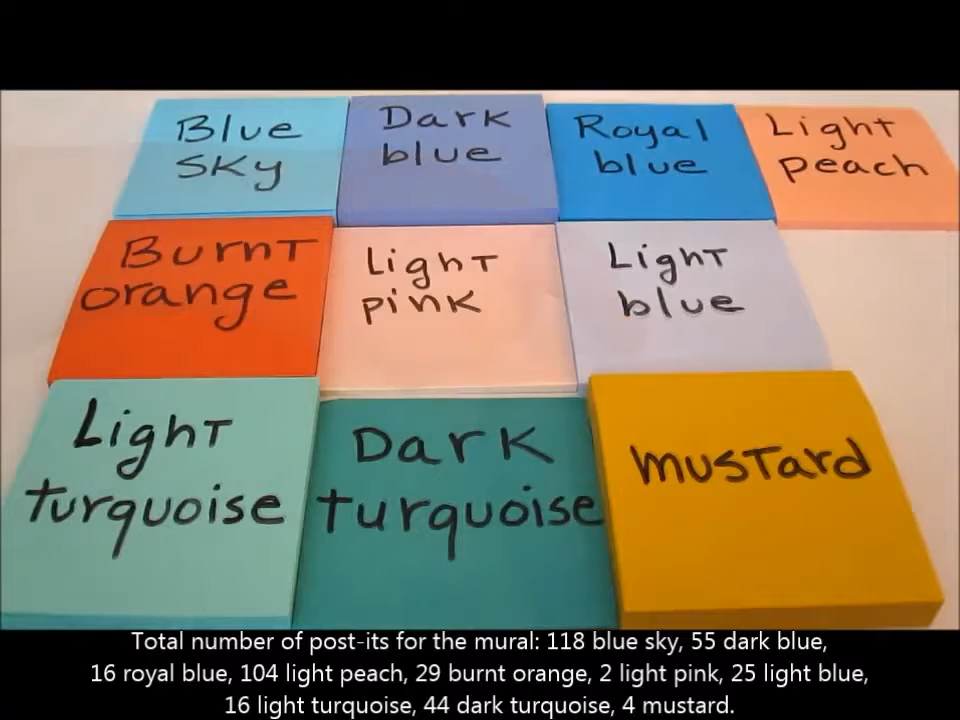 Blue
sky
Dark
blue
Royal
blue
Light
peach
Burnt
orange
Light
pink
Light
blue
Light
turquoise
Dark
turquoise
mustard
Total number of post-its for the mural: 118 blue sky, 55 dark blue,
16 royal blue, 104 light peach, 29 burnt orange, 2 light pink, 25 light blue,
16 light turquoise, 44 dark turquoise, 4 mustard.